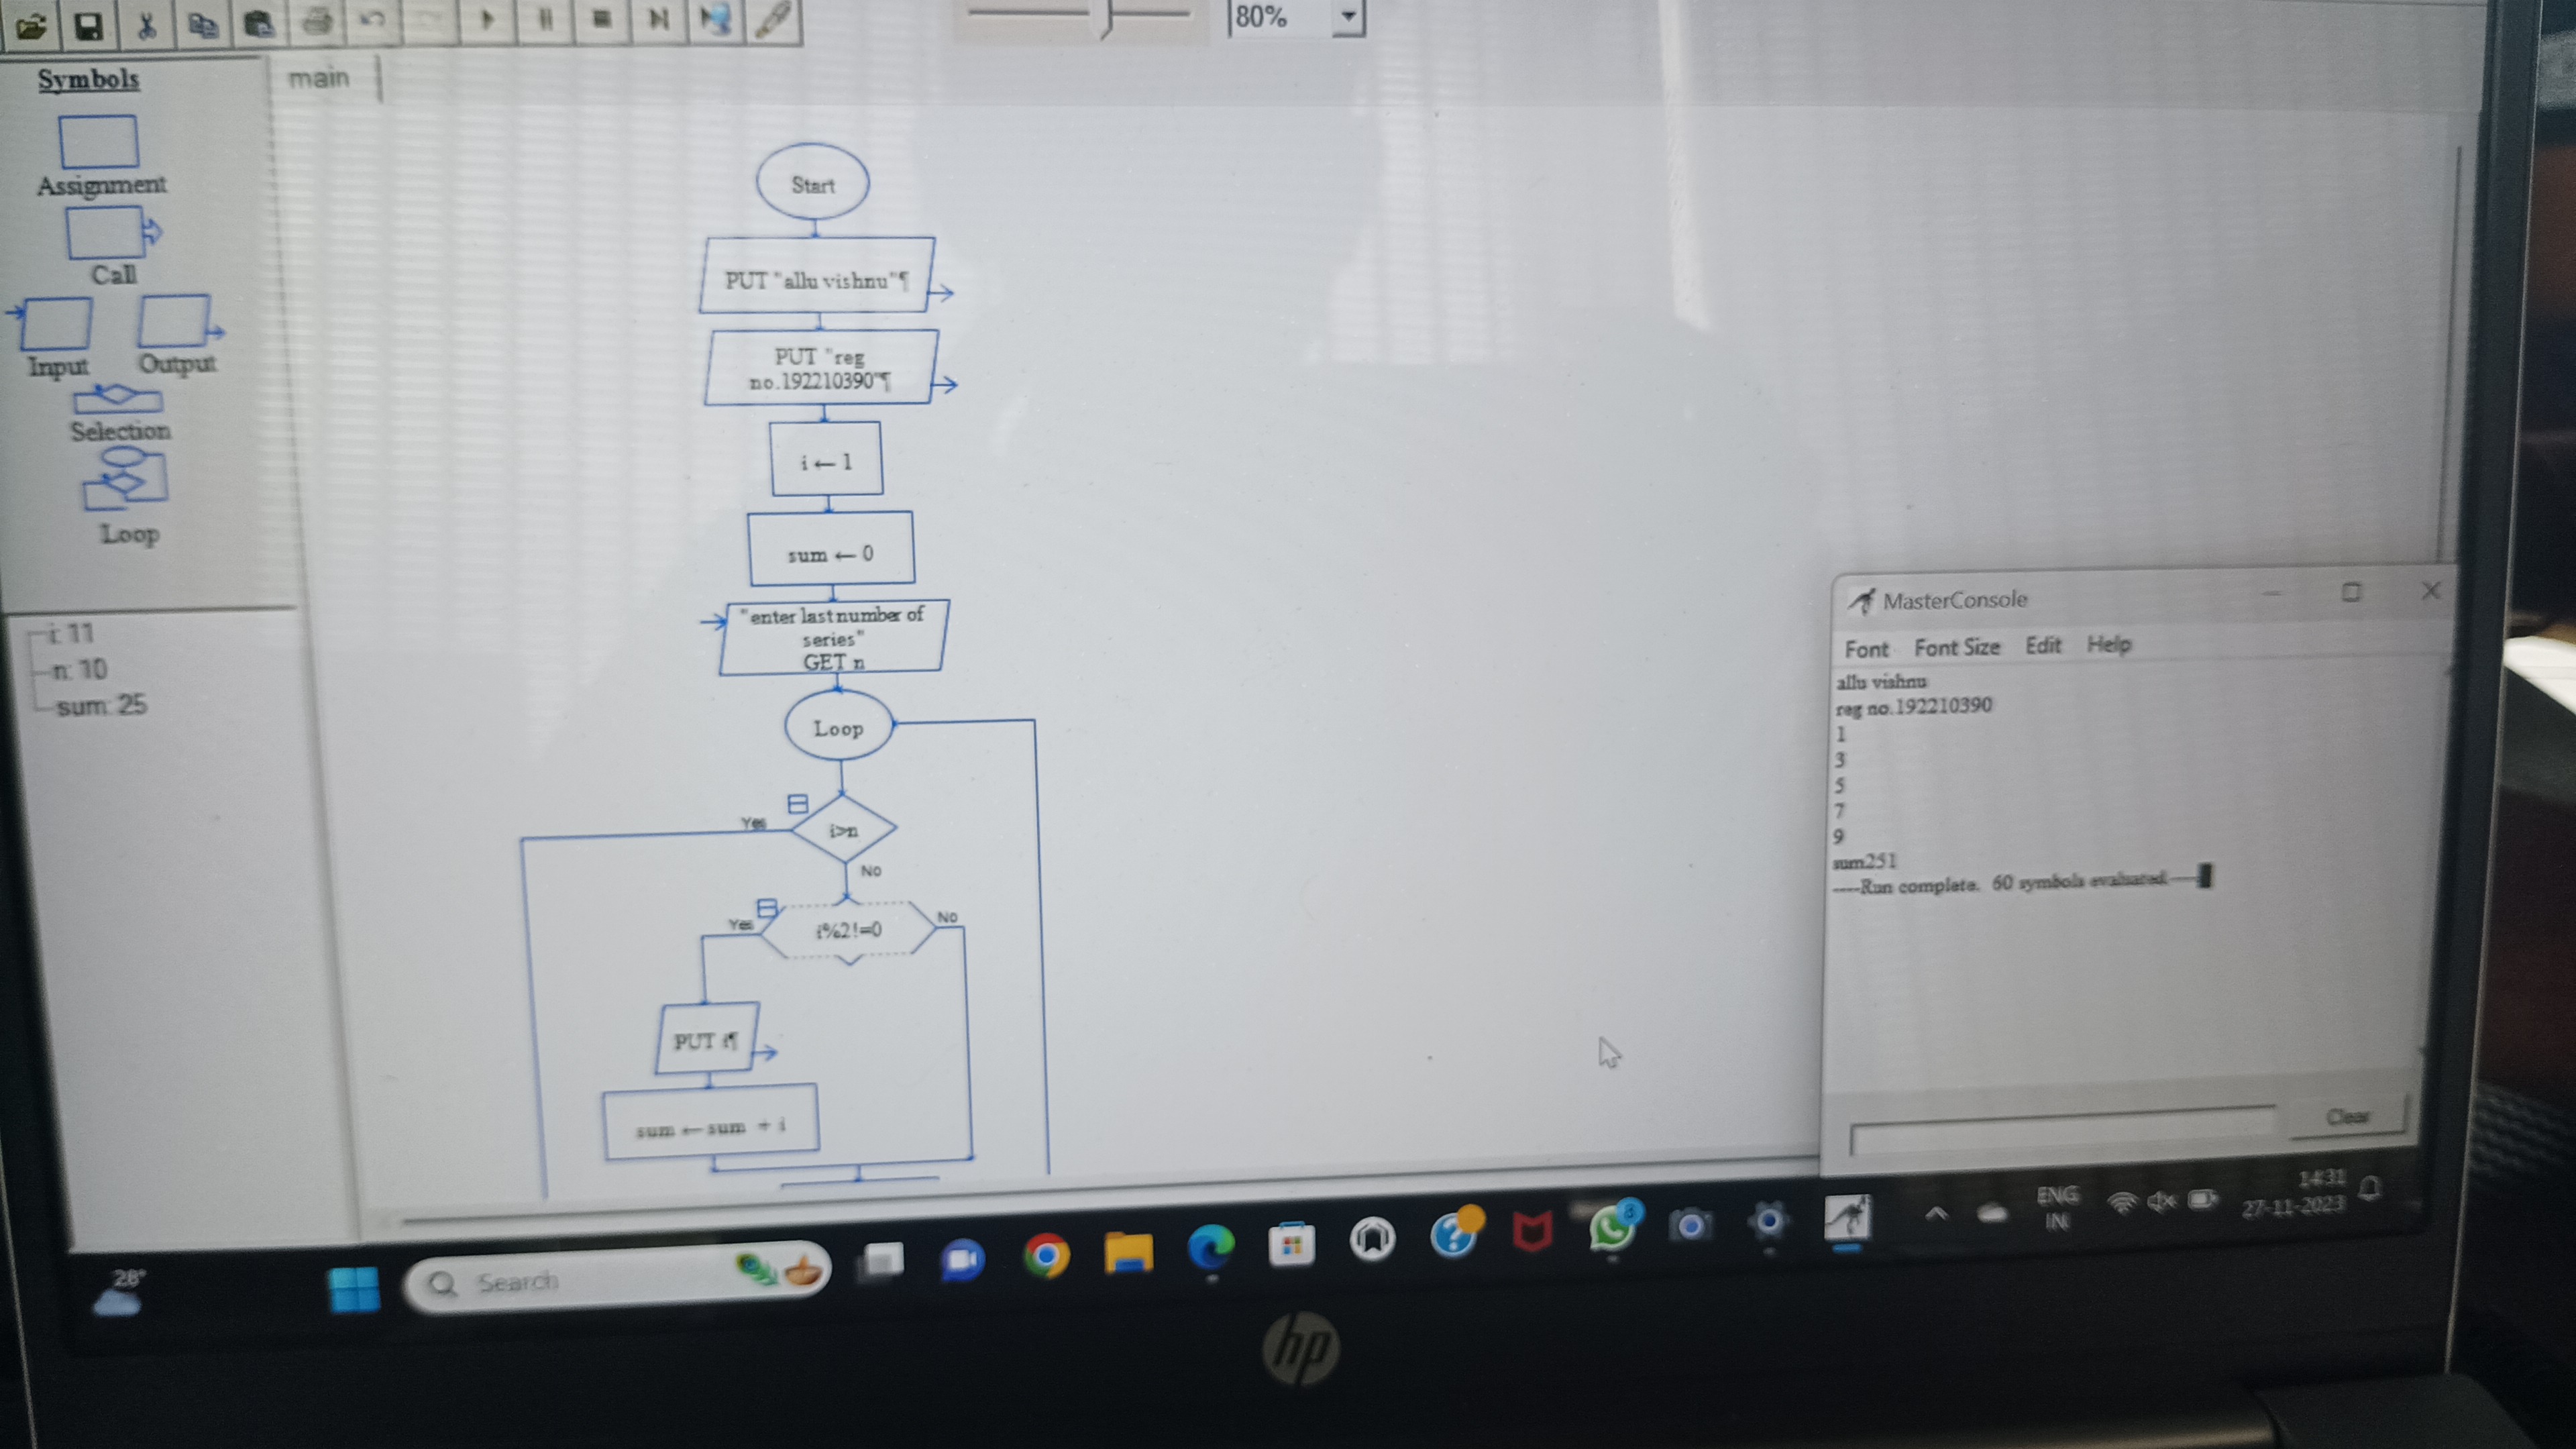 80%
Symbols
main
Assignment
Call
Input Output
Selection
Loop
i: 11
n: 10
sum: 25
Start
PUT "allu vishnu"¶
PUT "reg
no.192210390"¶
i ← 1
sum ← 0
"enter last number of
series"
GET n
Loop
Yes
i>n
No
Yes
i%2!=0
No
PUT i¶
sum ← sum + i
MasterConsole
Font Font Size Edit Help
allu vishnu
reg no.192210390
1
3
5
7
9
sum251
----Run complete. 60 symbols evaluated.----
Clear
28°
Search
8
ENG
IN
14:31
27-11-2023
hp